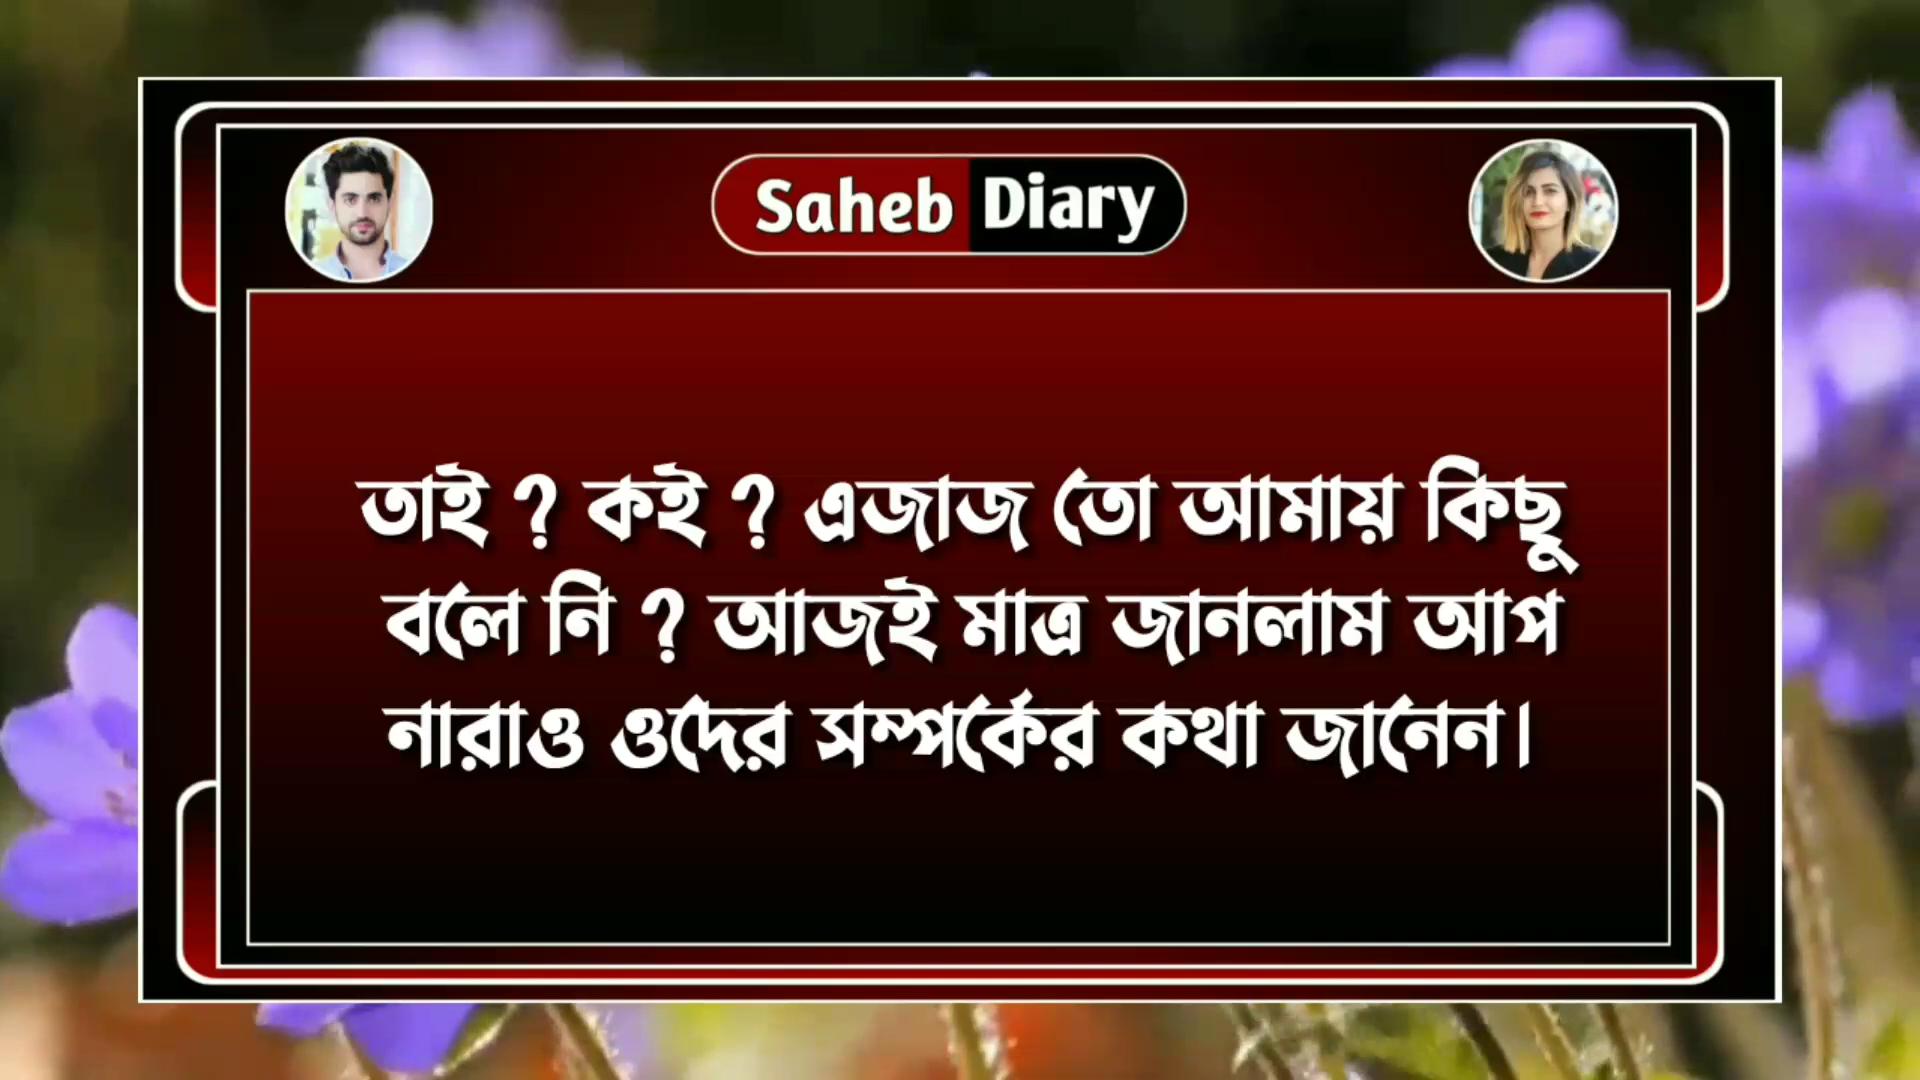 Saheb Diary
তাই ? কই ? এজাজ তো আমায় কিছু
বলে নি ? আজই মাত্র জানলাম আপ
নারাও ওদের সম্পর্কের কথা জানেন।